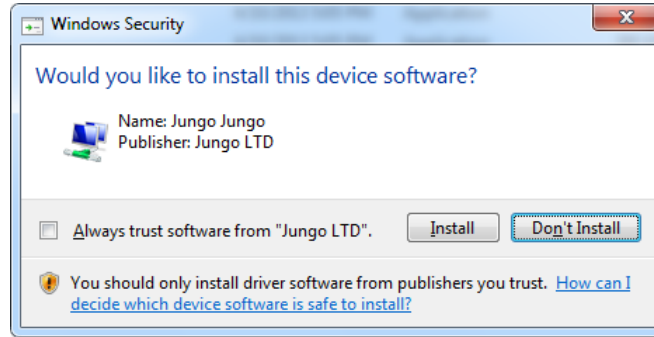 Windows Security
Would you like to install this device software?
Name: Jungo Jungo
Publisher: Jungo LTD
Always trust software from "Jungo LTD".
Install
Don't Install
You should only install driver software from publishers you trust. How can I
decide which device software is safe to install?